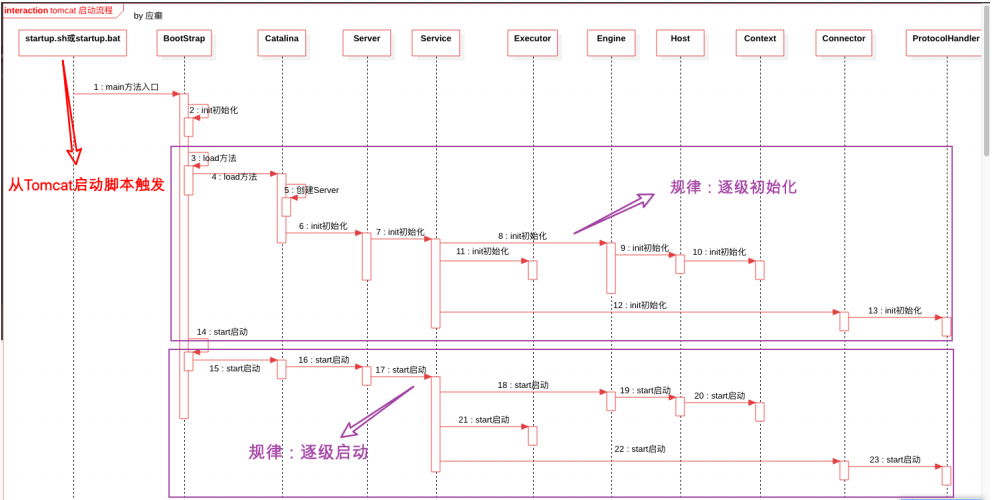 interaction tomcat 启动流程
by 应癫
startup.sh或startup.bat
BootStrap
Catalina
Server
Service
Executor
Engine
Host
Context
Connector
ProtocolHandler
1 : main方法入口
2 : init初始化
3 : load方法
4 : load方法
从Tomcat启动脚本触发
5 : 创建Server
规律：逐级初始化
6 : init初始化
7 : init初始化
8 : init初始化
9 : init初始化
10 : init初始化
11 : init初始化
12 : init初始化
13 : init初始化
14 : start启动
15 : start启动
16 : start启动
17 : start启动
18 : start启动
19 : start启动
20 : start启动
21 : start启动
规律：逐级启动
22 : start启动
23 : start启动